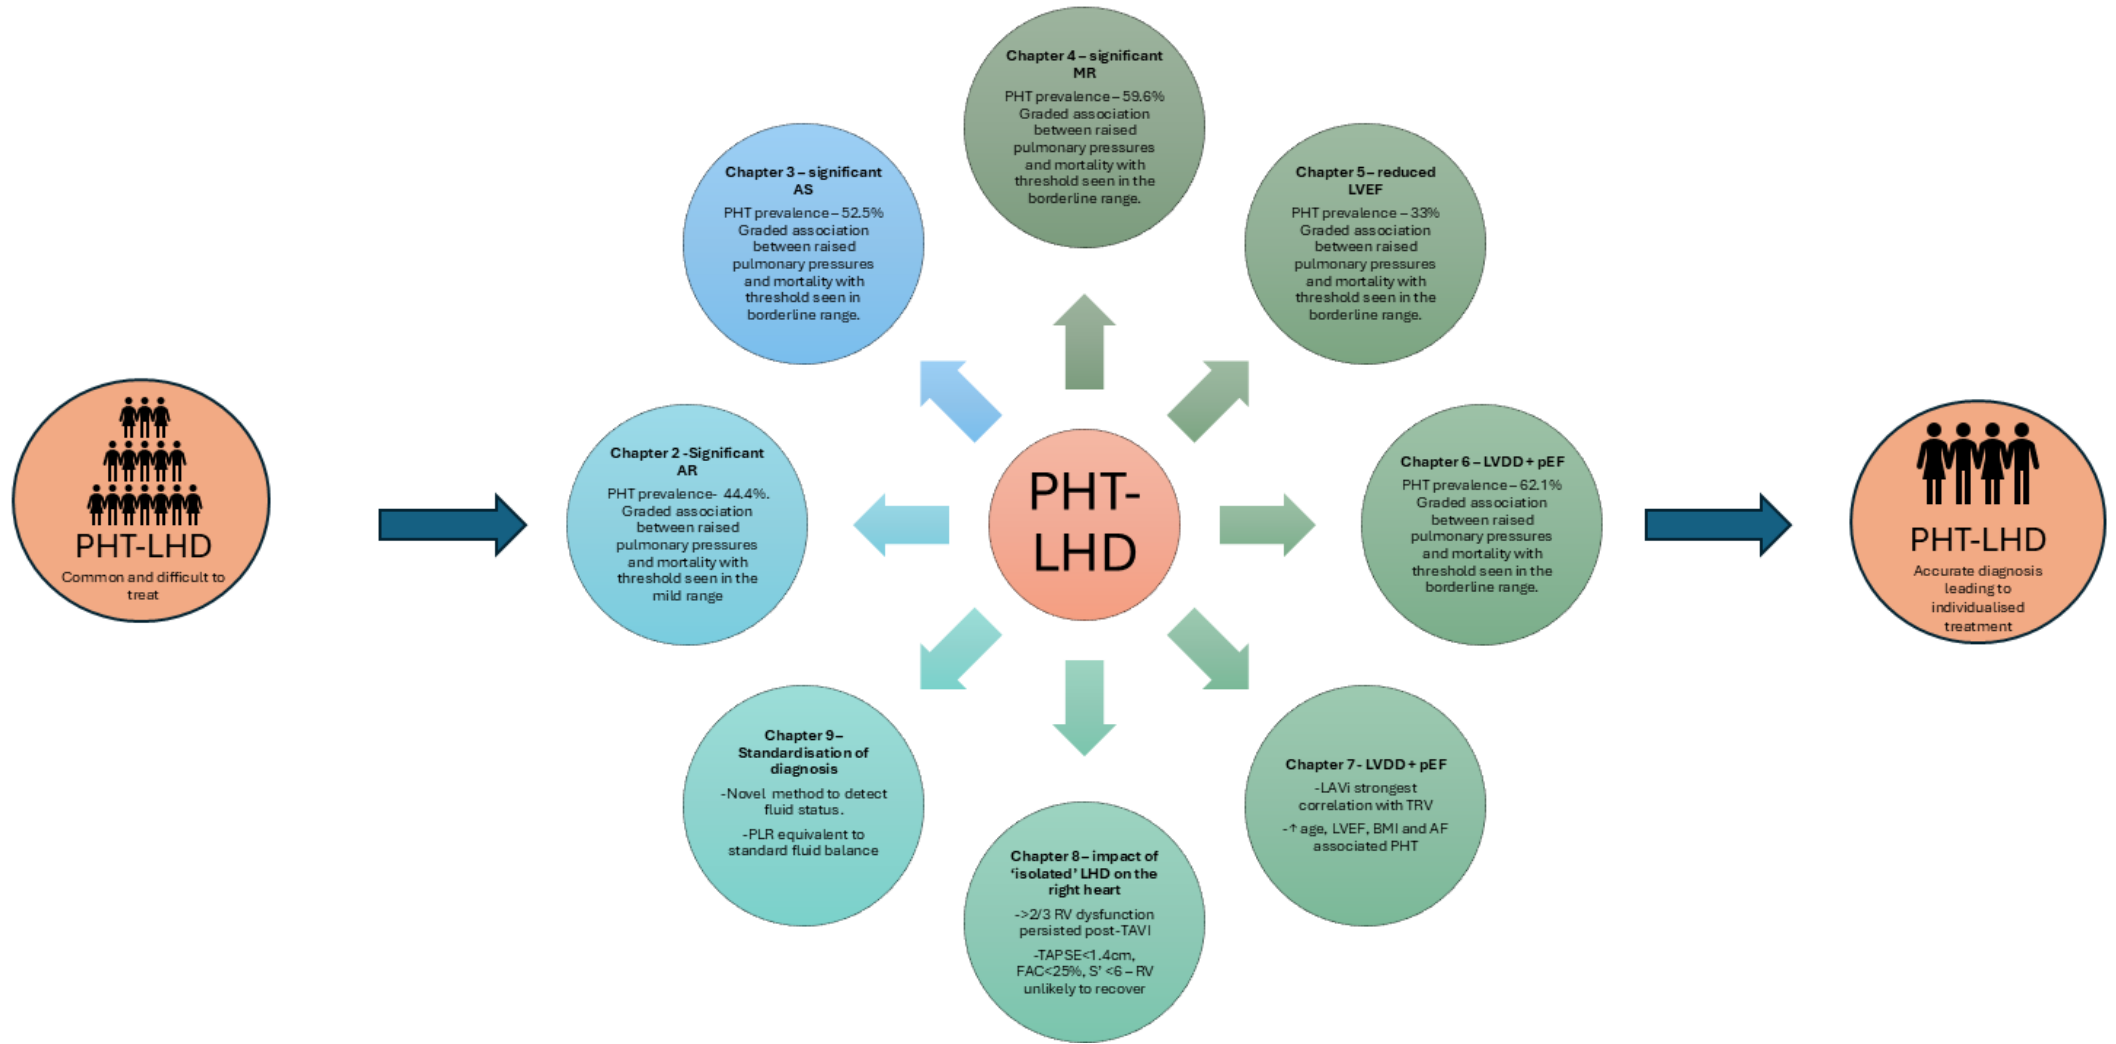 PHT-LHD
Common and difficult to
treat
Chapter 2 -Significant
AR
PHT prevalence- 44.4%.
Graded association
between raised
pulmonary pressures
and mortality with
threshold seen in the
mild range
Chapter 3 – significant
AS
PHT prevalence – 52.5%
Graded association
between raised
pulmonary pressures
and mortality with
threshold seen in
borderline range.
Chapter 4 – significant
MR
PHT prevalence – 59.6%
Graded association
between raised
pulmonary pressures
and mortality with
threshold seen in the
borderline range.
Chapter 5 – reduced
LVEF
PHT prevalence – 33%
Graded association
between raised
pulmonary pressures
and mortality with
threshold seen in the
borderline range.
PHT-
LHD
Chapter 6 – LVDD + pEF
PHT prevalence – 62.1%
Graded association
between raised
pulmonary pressures
and mortality with
threshold seen in the
borderline range.
Chapter 7 - LVDD + pEF
-LAVi strongest
correlation with TRV
-↑ age, LVEF, BMI and AF
associated PHT
Chapter 8 – impact of
‘isolated’ LHD on the
right heart
->2/3 RV dysfunction
persisted post-TAVI
-TAPSE<1.4cm,
FAC<25%, S’ <6 – RV
unlikely to recover
Chapter 9 –
Standardisation of
diagnosis
-Novel method to detect
fluid status.
-PLR equivalent to
standard fluid balance
PHT-LHD
Accurate diagnosis
leading to
individualised
treatment